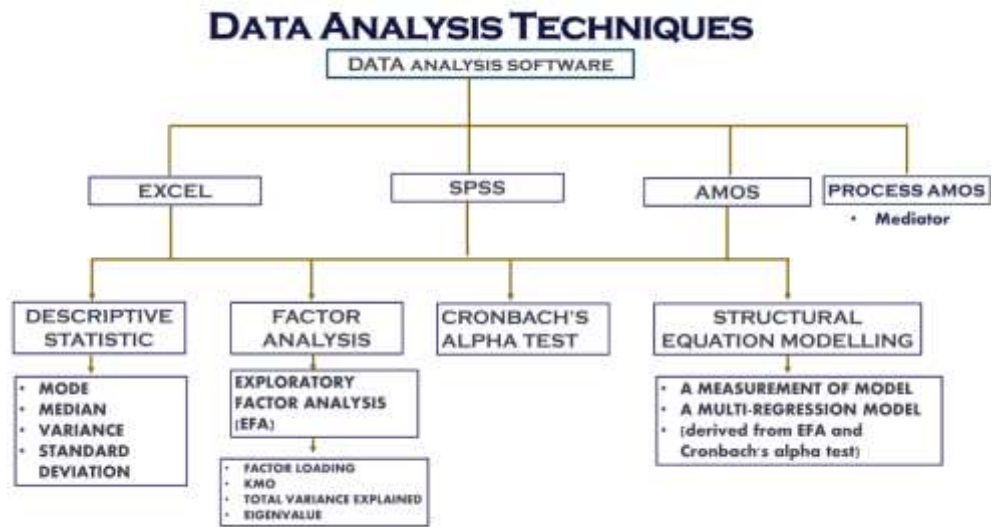 DATA ANALYSIS TECHNIQUES
DATA ANALYSIS SOFTWARE
EXCEL
SPSS
AMOS
PROCESS AMOS
• Mediator
DESCRIPTIVE
STATISTIC
FACTOR
ANALYSIS
CRONBACH'S
ALPHA TEST
STRUCTURAL
EQUATION MODELLING
• MODE
• MEDIAN
• VARIANCE
• STANDARD
DEVIATION
EXPLORATORY
FACTOR ANALYSIS
(EFA)
• FACTOR LOADING
• KMO
• TOTAL VARIANCE EXPLAINED
• EIGENVALUE
• A MEASUREMENT OF MODEL
• A MULTI-REGRESSION MODEL
• (derived from EFA and
Cronbach's alpha test)